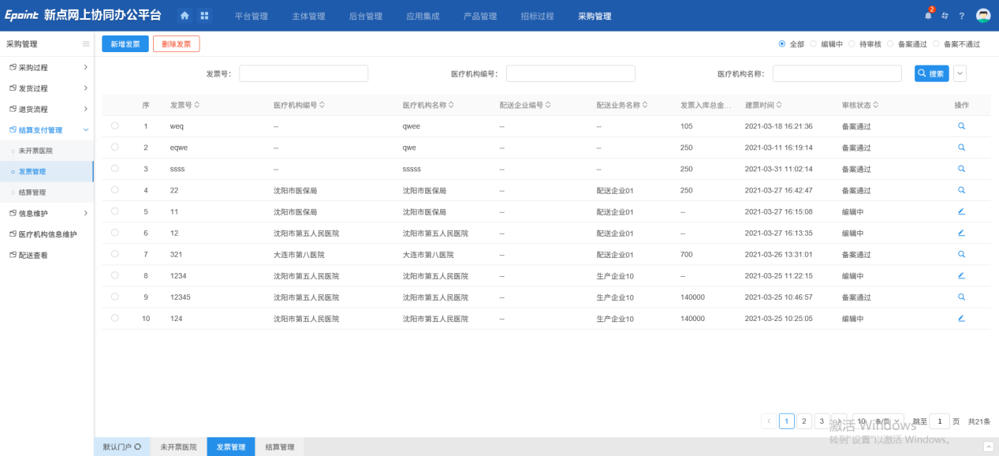 Epoint 新点网上协同办公平台 平台管理 主体管理 后台管理 应用集成 产品管理 招标过程 采购管理 2 ?
采购管理
新增发票 删除发票 全部 编辑中 待审核 备案通过 备案不通过
采购过程
发货过程
退货流程
结算支付管理
未开票医院
发票管理
结算管理
信息维护
医疗机构信息维护
配送查看
发票号: 医疗机构编号: 医疗机构名称: 搜索
序 发票号 医疗机构编号 医疗机构名称 配送企业编号 配送业务名称 发票入库总金... 建票时间 审核状态 操作
1 weq -- qwee -- -- 105 2021-03-18 16:21:36 备案通过
2 eqwe -- qwe -- -- 250 2021-03-11 16:19:14 备案通过
3 ssss -- sssss -- -- 250 2021-03-31 11:02:14 备案通过
4 22 沈阳市医保局 沈阳市医保局 -- 配送企业01 250 2021-03-27 16:42:47 备案通过
5 11 沈阳市医保局 沈阳市医保局 -- 配送企业01 -- 2021-03-27 16:15:08 编辑中
6 12 沈阳市第五人民医院 沈阳市第五人民医院 -- 配送企业01 -- 2021-03-27 16:13:35 编辑中
7 321 大连市第八医院 大连市第八医院 -- 配送企业01 700 2021-03-26 13:31:01 备案通过
8 1234 沈阳市第五人民医院 沈阳市第五人民医院 -- 生产企业10 -- 2021-03-25 11:22:15 编辑中
9 12345 沈阳市第五人民医院 沈阳市第五人民医院 -- 生产企业10 140000 2021-03-25 10:46:57 备案通过
10 124 沈阳市第五人民医院 沈阳市第五人民医院 -- 生产企业10 140000 2021-03-25 10:25:05 编辑中
1 2 3 10 条/页 跳至 1 页 共21条
激活 Windows
转到"设置"以激活 Windows。
默认门户 未开票医院 发票管理 结算管理